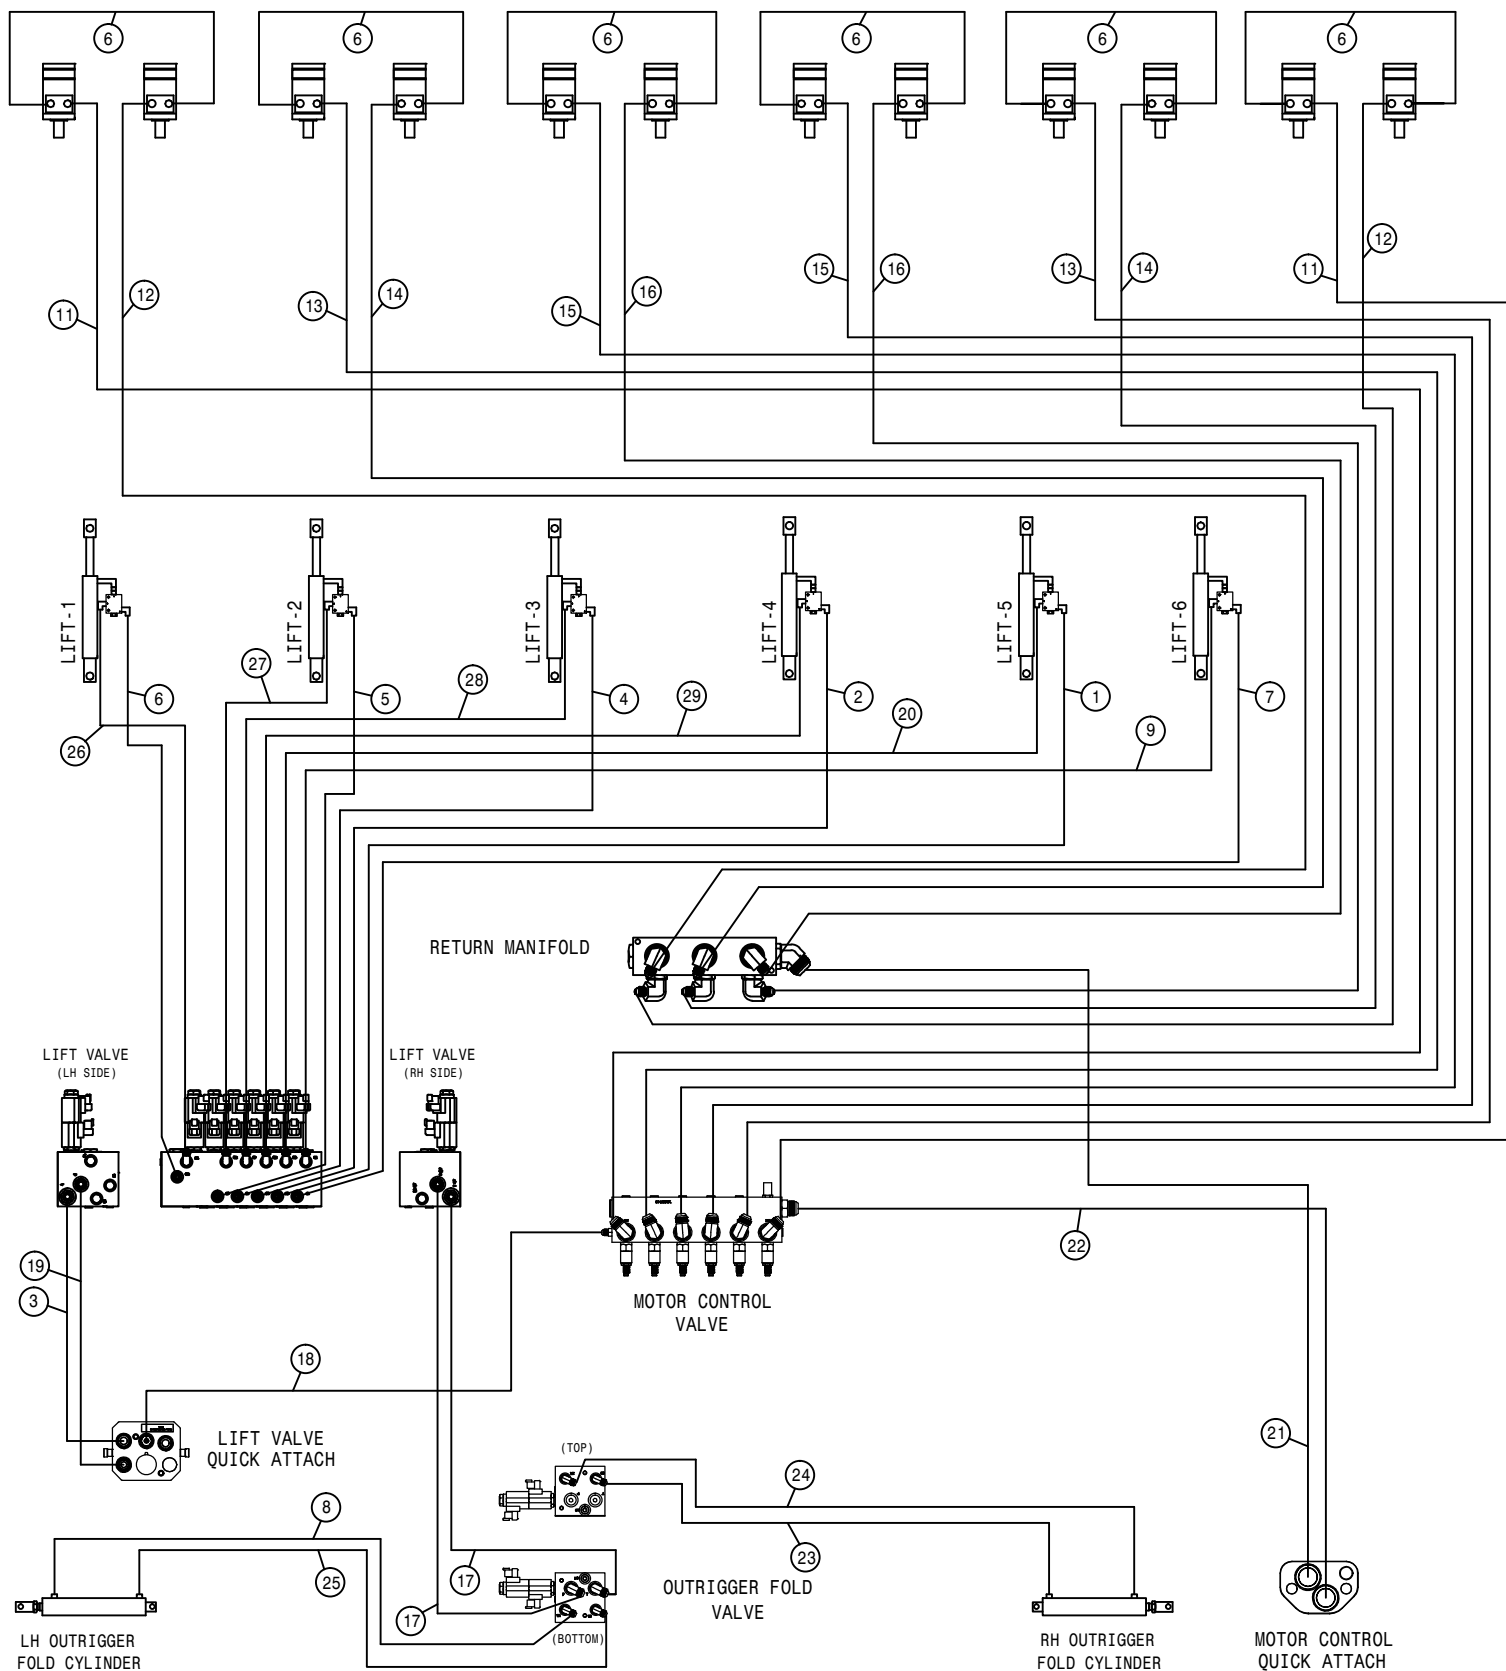 6 6 6 6 6 6
12
15 16 13 14 11
12 14 16
11 13 15
LIFT-1
LIFT-2
LIFT-3
LIFT-4
LIFT-5
LIFT-6
27 28
6 5 4 29 2 20 1 7
26 9
RETURN MANIFOLD
LIFT VALVE
(LH SIDE)
LIFT VALVE
(RH SIDE)
22
19
3
MOTOR CONTROL
VALVE
18
21
LIFT VALVE
QUICK ATTACH
(TOP)
24
8
23
25
17
OUTRIGGER FOLD
VALVE
17
(BOTTOM)
LH OUTRIGGER
FOLD CYLINDER
RH OUTRIGGER
FOLD CYLINDER
MOTOR CONTROL
QUICK ATTACH